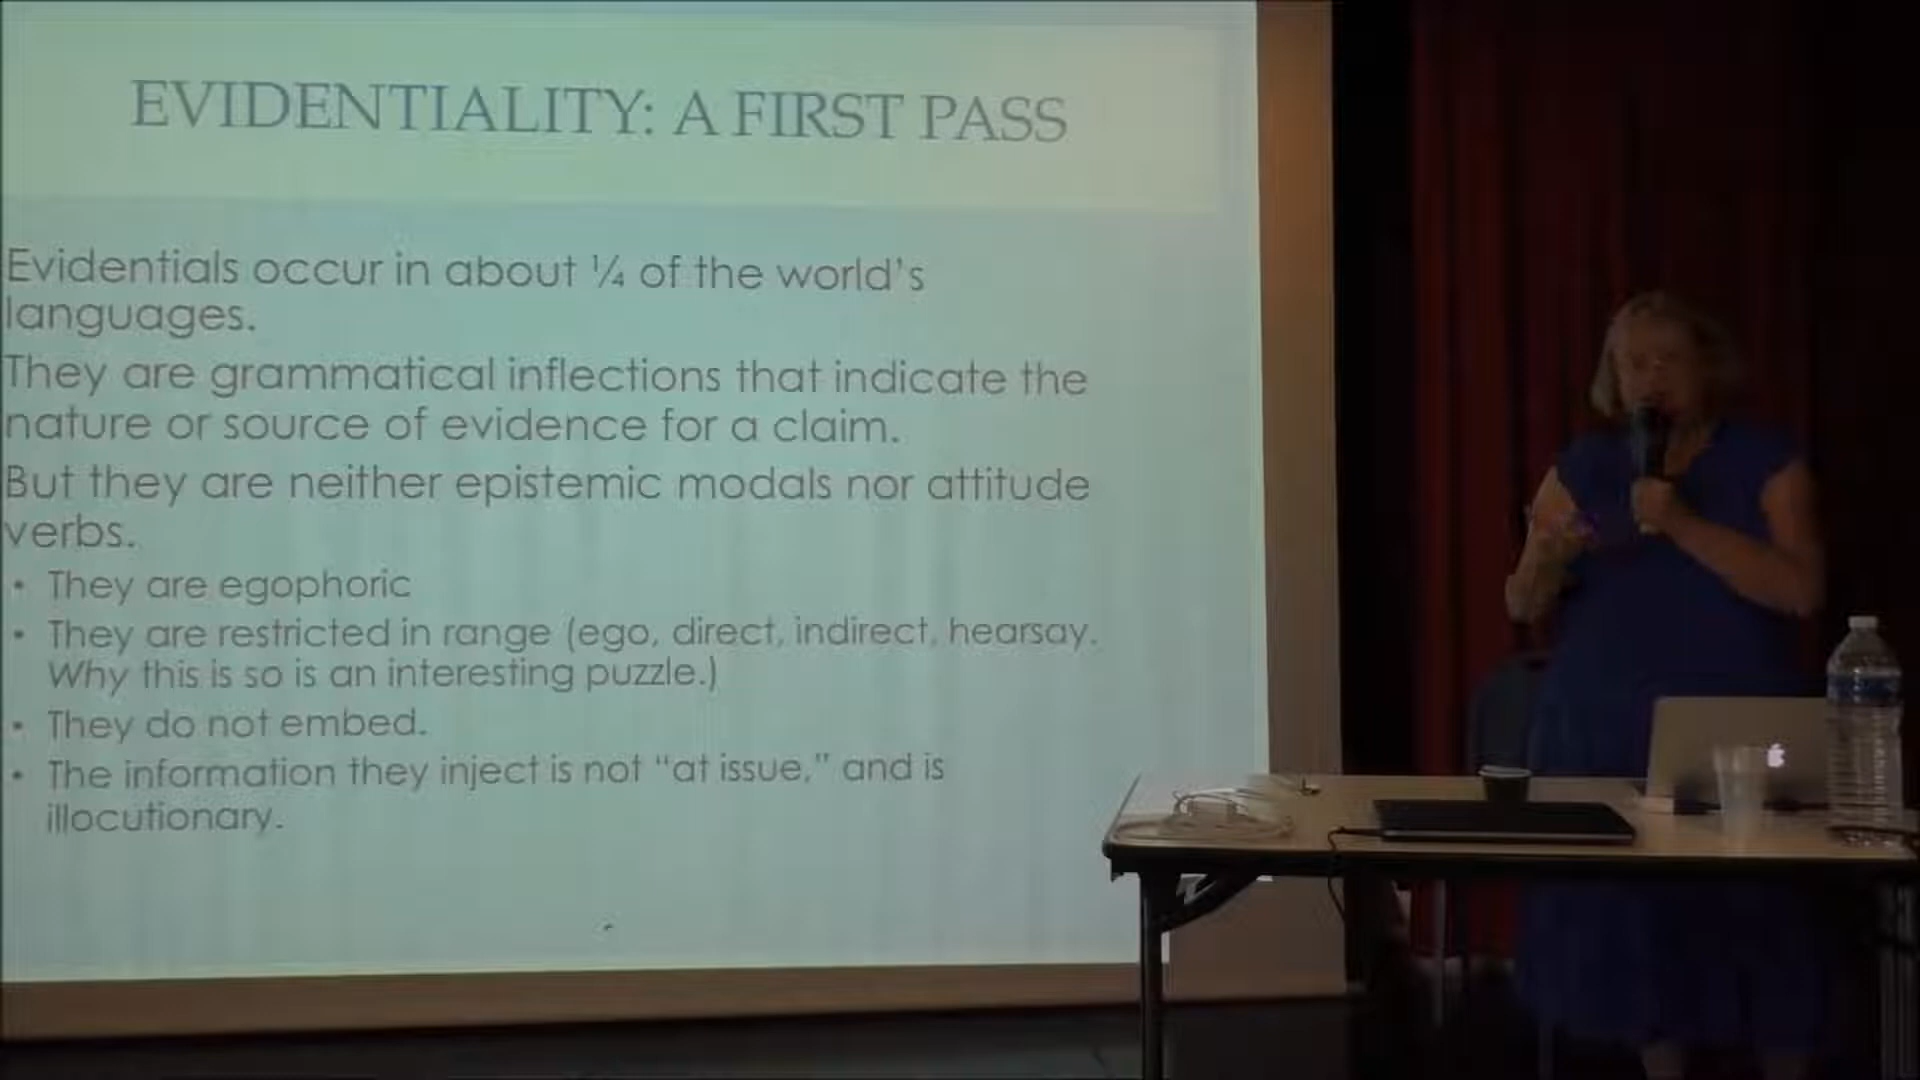 EVIDENTIALITY: A FIRST PASS
Evidentials occur in about ¼ of the world's
languages.
They are grammatical inflections that indicate the
nature or source of evidence for a claim.
But they are neither epistemic modals nor attitude
verbs.
• They are egophoric
• They are restricted in range (ego, direct, indirect, hearsay.
Why this is so is an interesting puzzle.)
• They do not embed.
• The information they inject is not “at issue,” and is
illocutionary.